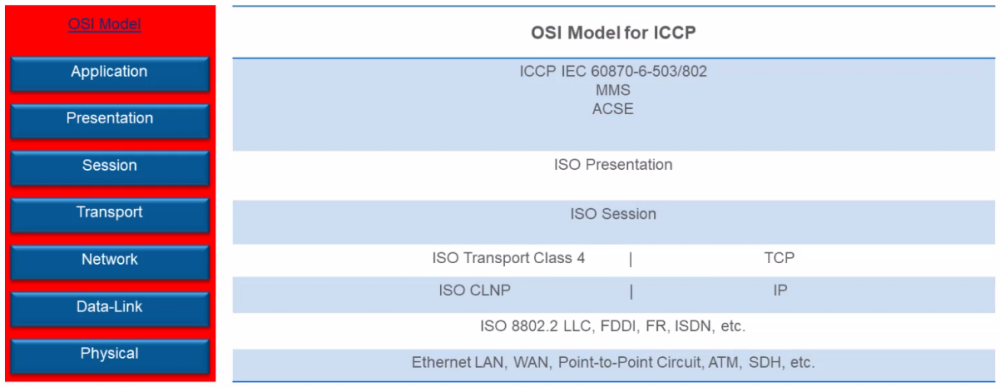 OSI Model
Application
Presentation
Session
Transport
Network
Data-Link
Physical
OSI Model for ICCP
ICCP IEC 60870-6-503/802
MMS
ACSE
ISO Presentation
ISO Session
ISO Transport Class 4 | TCP
ISO CLNP | IP
ISO 8802.2 LLC, FDDI, FR, ISDN, etc.
Ethernet LAN, WAN, Point-to-Point Circuit, ATM, SDH, etc.